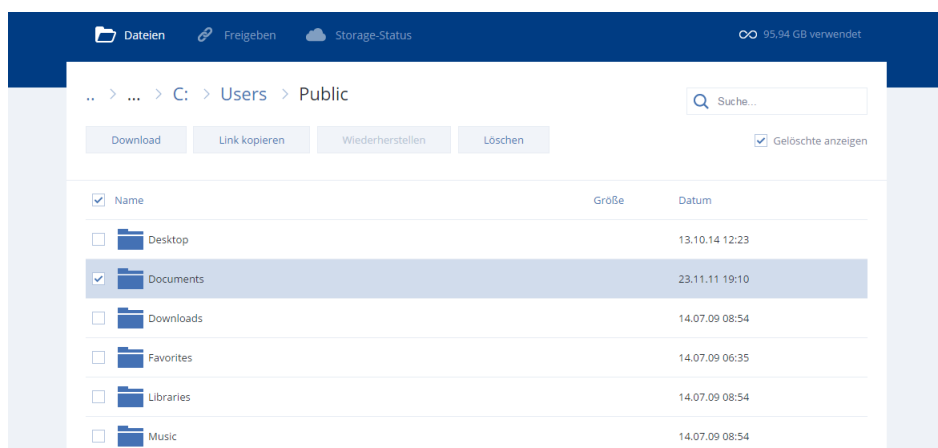 Dateien Freigeben Storage-Status 95,94 GB verwendet
.. > ... > C: > Users > Public
Suche...
Download Link kopieren Wiederherstellen Löschen Gelöschte anzeigen
Name Größe Datum
Desktop 13.10.14 12:23
Documents 23.11.11 19:10
Downloads 14.07.09 08:54
Favorites 14.07.09 06:35
Libraries 14.07.09 08:54
Music 14.07.09 08:54